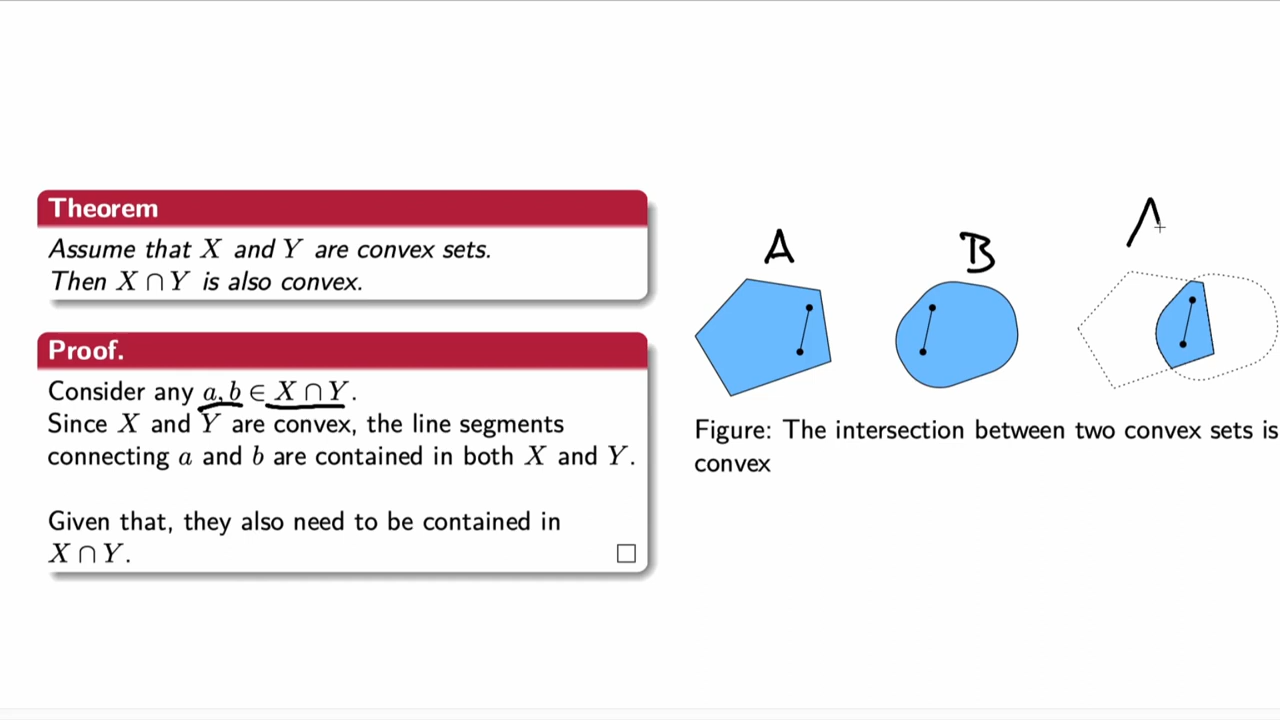 Theorem
Assume that X and Y are convex sets.
Then X ∩ Y is also convex.
Proof.
Consider any a, b ∈ X ∩ Y.
Since X and Y are convex, the line segments
connecting a and b are contained in both X and Y.
Given that, they also need to be contained in
X ∩ Y.
□
A
B
Figure: The intersection between two convex sets is
convex